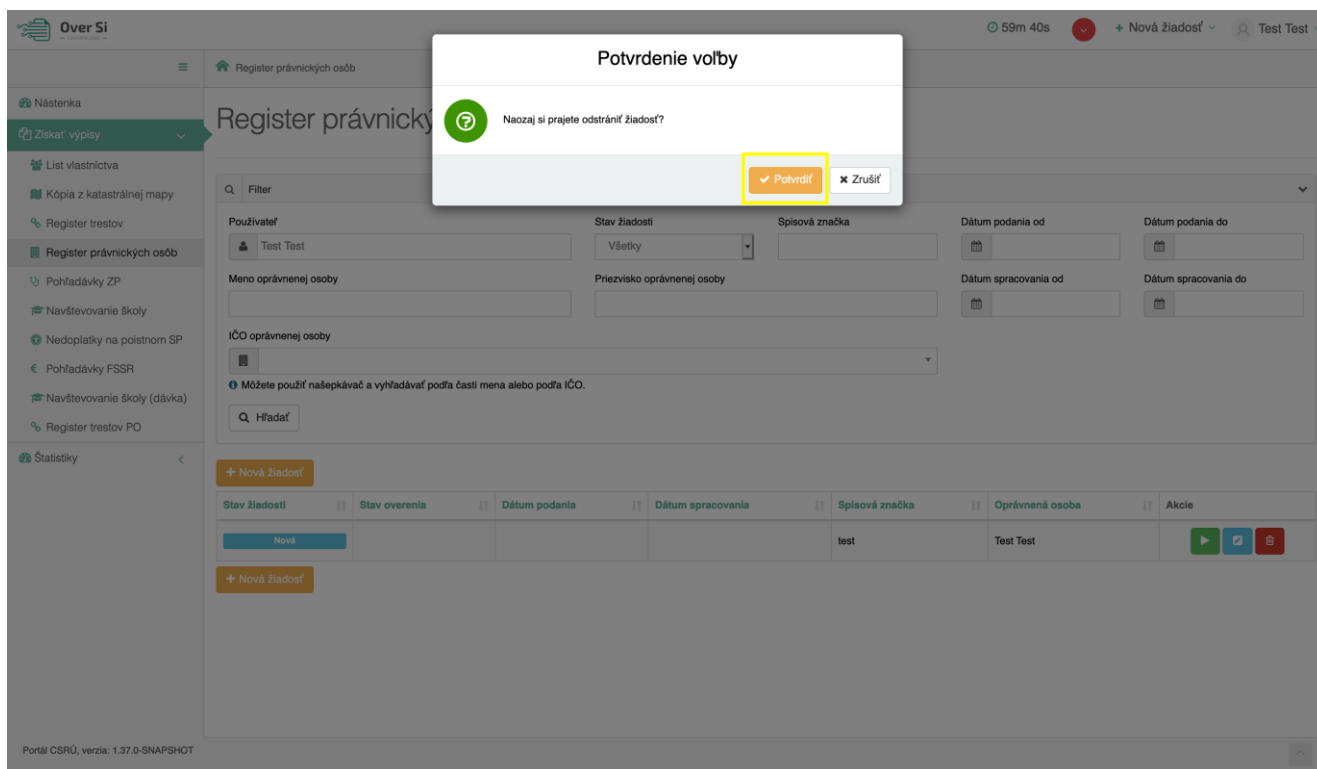 Over Si
59m 40s
+ Nová žiadosť
Test Test
Register právnických osôb
Potvrdenie voľby
Naozaj si prajete odstrániť žiadosť?
Potvrdiť
Zrušiť
Nástenka
Získať výpisy
List vlastníctva
Kópia z katastrálnej mapy
Register trestov
Register právnických osôb
Pohľadávky ZP
Navštevovanie školy
Nedoplatky na poistnom SP
Pohľadávky FSSR
Navštevovanie školy (dávka)
Register trestov PO
Štatistiky
Register právnický
Filter
Používateľ
Stav žiadosti
Spisová značka
Dátum podania od
Dátum podania do
Test Test
Všetky
Meno oprávnenej osoby
Priezvisko oprávnenej osoby
Dátum spracovania od
Dátum spracovania do
IČO oprávnenej osoby
Môžete použiť našepkávač a vyhľadávať podľa časti mena alebo podľa IČO.
Hľadať
+ Nová žiadosť
Stav žiadosti
Stav overenia
Dátum podania
Dátum spracovania
Spisová značka
Oprávnená osoba
Akcie
Nová
test
Test Test
+ Nová žiadosť
Portál CSRÚ, verzia: 1.37.0-SNAPSHOT